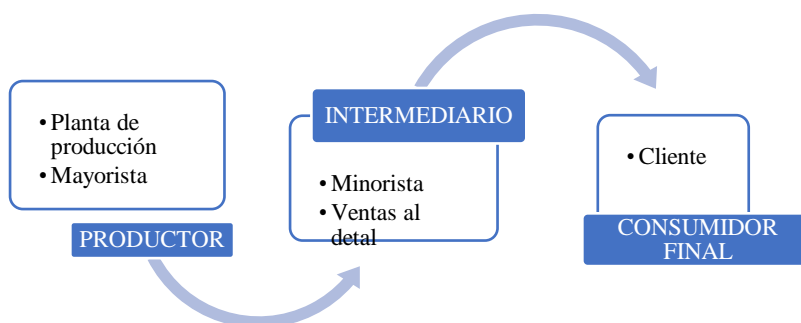 • Planta de
producción
• Mayorista
PRODUCTOR
INTERMEDIARIO
• Minorista
• Ventas al
detal
• Cliente
CONSUMIDOR
FINAL